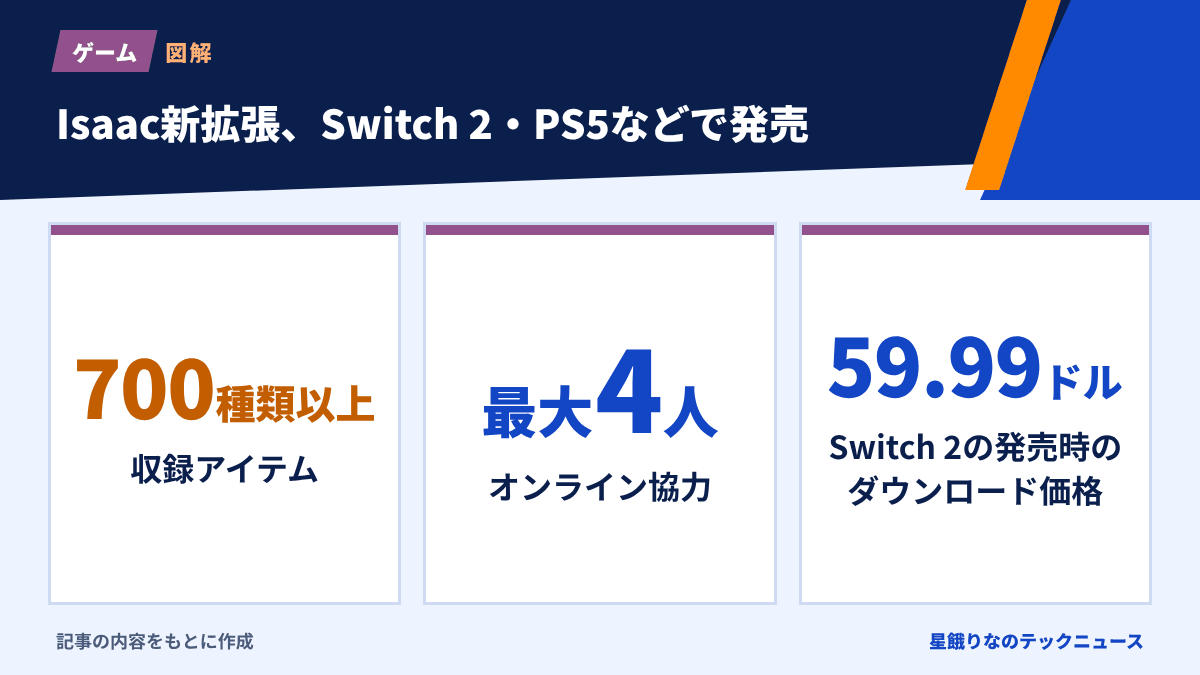 ゲーム 図解
Isaac新拡張、Switch 2・PS5などで発売
700種類以上
収録アイテム
最大4人
オンライン協力
59.99ドル
Switch 2の発売時の
ダウンロード価格
記事の内容をもとに作成
星餓りなのテックニュース